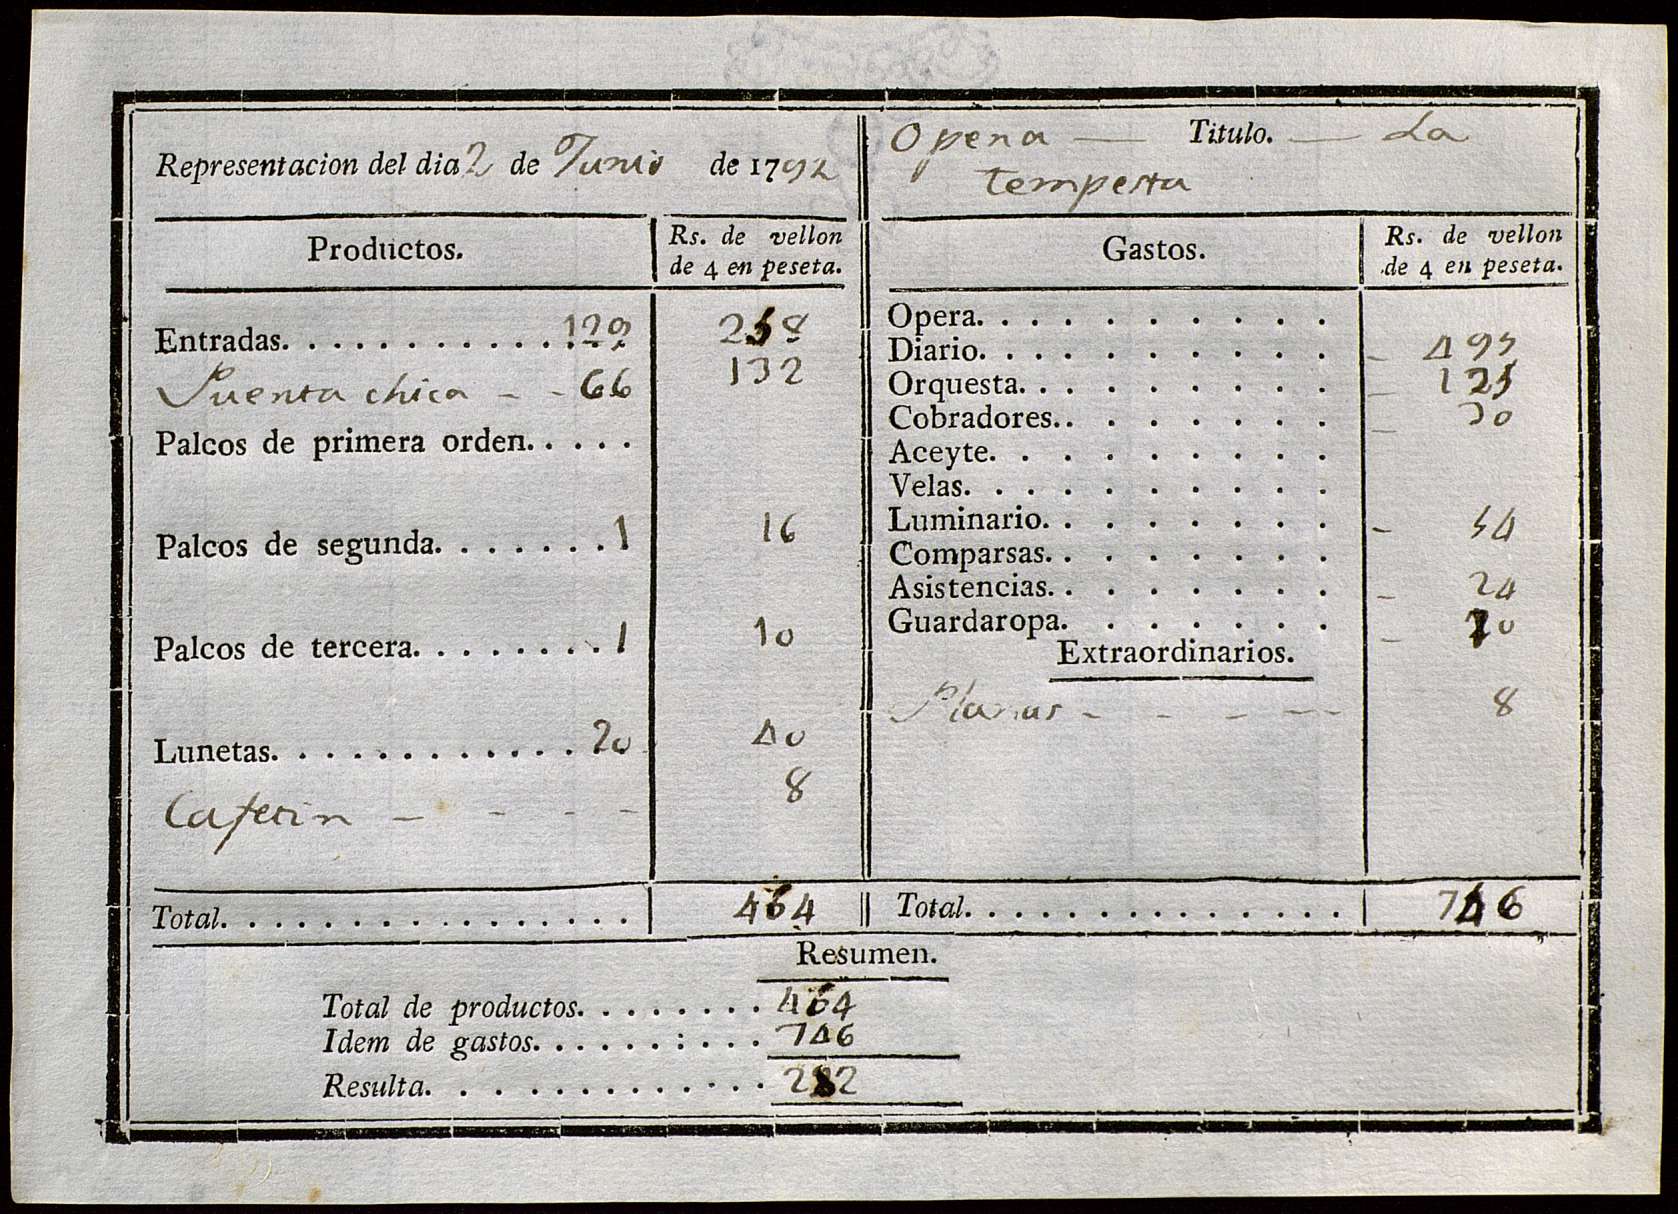 Representacion del dia 2 de Junio de 1792
Productos.
Rs. de vellon
de 4 en peseta.
Entradas. . . . . . . . . . . . . 129 258
Puerta chica - - 66 132
Palcos de primera orden. . . . .
Palcos de segunda. . . . . . . 1 16
Palcos de tercera. . . . . . . . 1 10
Lunetas. . . . . . . . . . . . . 20 40
Cafetin - - - - 8
Total. . . . . . . . . . . . . . . . 464
Opera — Titulo. — La
tempesta
Gastos.
Rs. de vellon
de 4 en peseta.
Opera. . . . . . . . . .
Diario. . . . . . . . . . - 495
Orquesta. . . . . . . . . - 125
Cobradores. . . . . . . . - 30
Aceyte. . . . . . . . . .
Velas. . . . . . . . . . .
Luminario. . . . . . . . - 54
Comparsas. . . . . . . .
Asistencias. . . . . . . . - 24
Guardaropa. . . . . . . - 10
Extraordinarios.
- - - - 8
Total. . . . . . . . . . . . . . . 746
Resumen.
Total de productos. . . . . . . . 464
Idem de gastos. . . . . . : . . . 746
Resulta. . . . . . . . . . . . . . 282